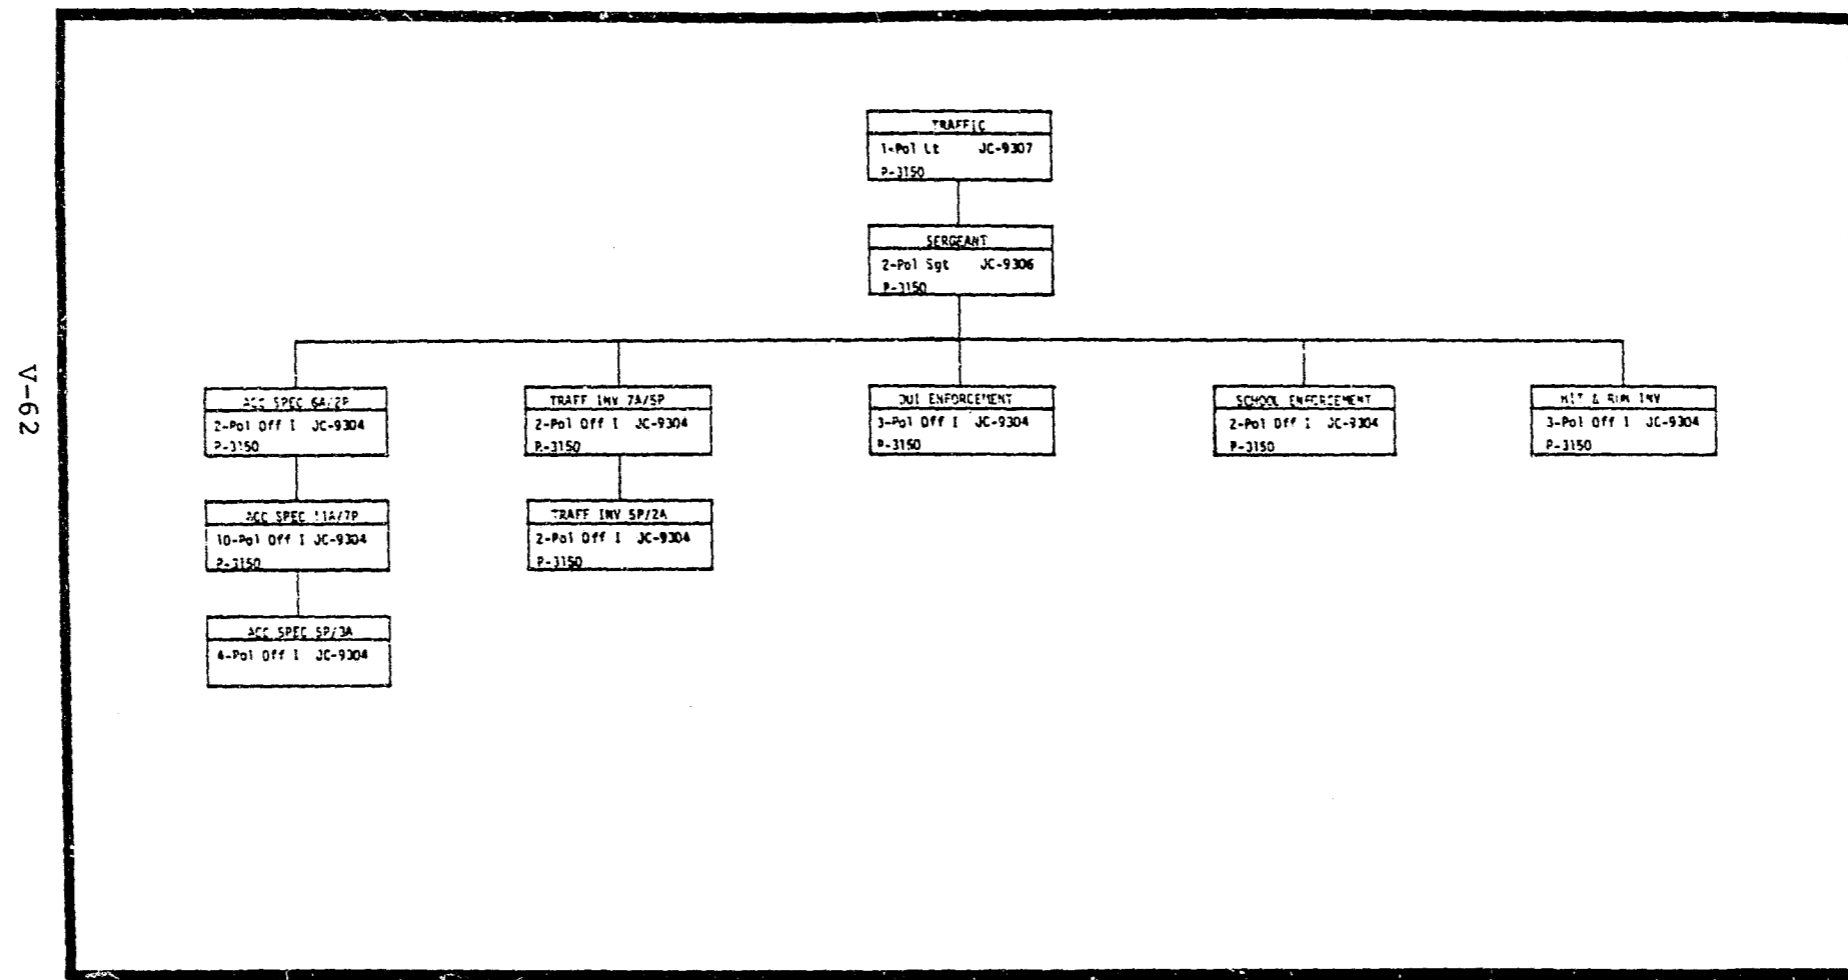 V-62
TRAFFIC
1-Pol Lt JC-9307
P-3150
SERGEANT
2-Pol Sgt JC-9306
P-3150
ACC SPEC 6A/2P
2-Pol Off I JC-9304
P-3150
TRAFF INV 7A/5P
2-Pol Off I JC-9304
P-3150
DUI ENFORCEMENT
3-Pol Off I JC-9304
P-3150
SCHOOL ENFORCEMENT
2-Pol Off I JC-9304
P-3150
HIT & RUN INV
3-Pol Off I JC-9304
P-3150
ACC SPEC 11A/7P
10-Pol Off I JC-9304
P-3150
TRAFF INV 5P/2A
2-Pol Off I JC-9304
P-3150
ACC SPEC 5P/3A
4-Pol Off I JC-9304